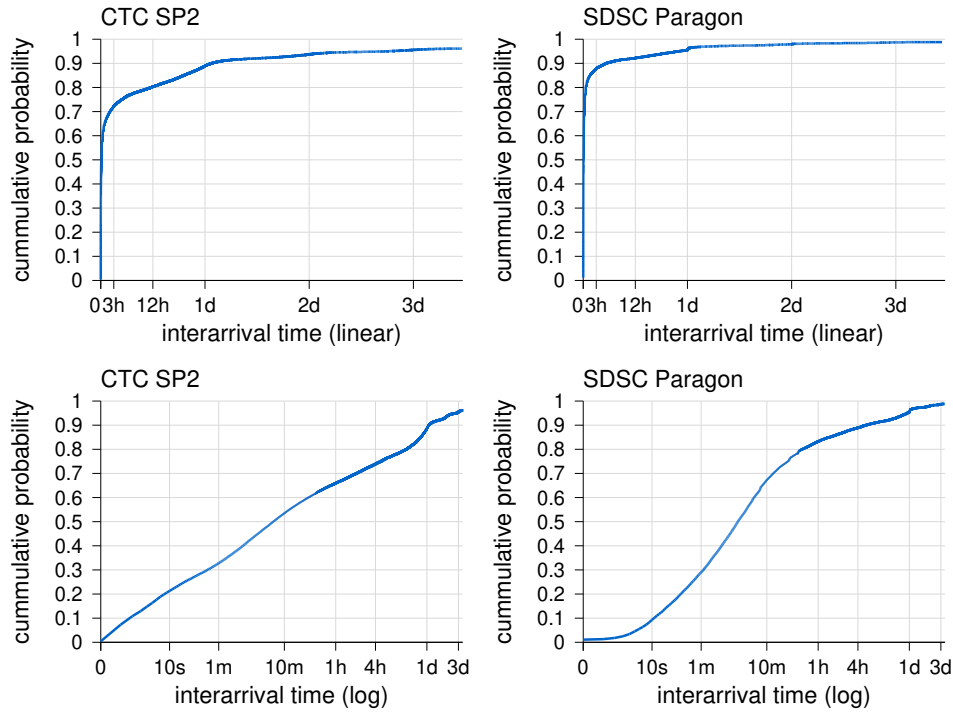 CTC SP2
cummulative probability
1
0.9
0.8
0.7
0.6
0.5
0.4
0.3
0.2
0.1
0
0 3h 12h 1d 2d 3d
interarrival time (linear)
SDSC Paragon
cummulative probability
1
0.9
0.8
0.7
0.6
0.5
0.4
0.3
0.2
0.1
0
0 3h 12h 1d 2d 3d
interarrival time (linear)
CTC SP2
cummulative probability
1
0.9
0.8
0.7
0.6
0.5
0.4
0.3
0.2
0.1
0
0 10s 1m 10m 1h 4h 1d 3d
interarrival time (log)
SDSC Paragon
cummulative probability
1
0.9
0.8
0.7
0.6
0.5
0.4
0.3
0.2
0.1
0
0 10s 1m 10m 1h 4h 1d 3d
interarrival time (log)